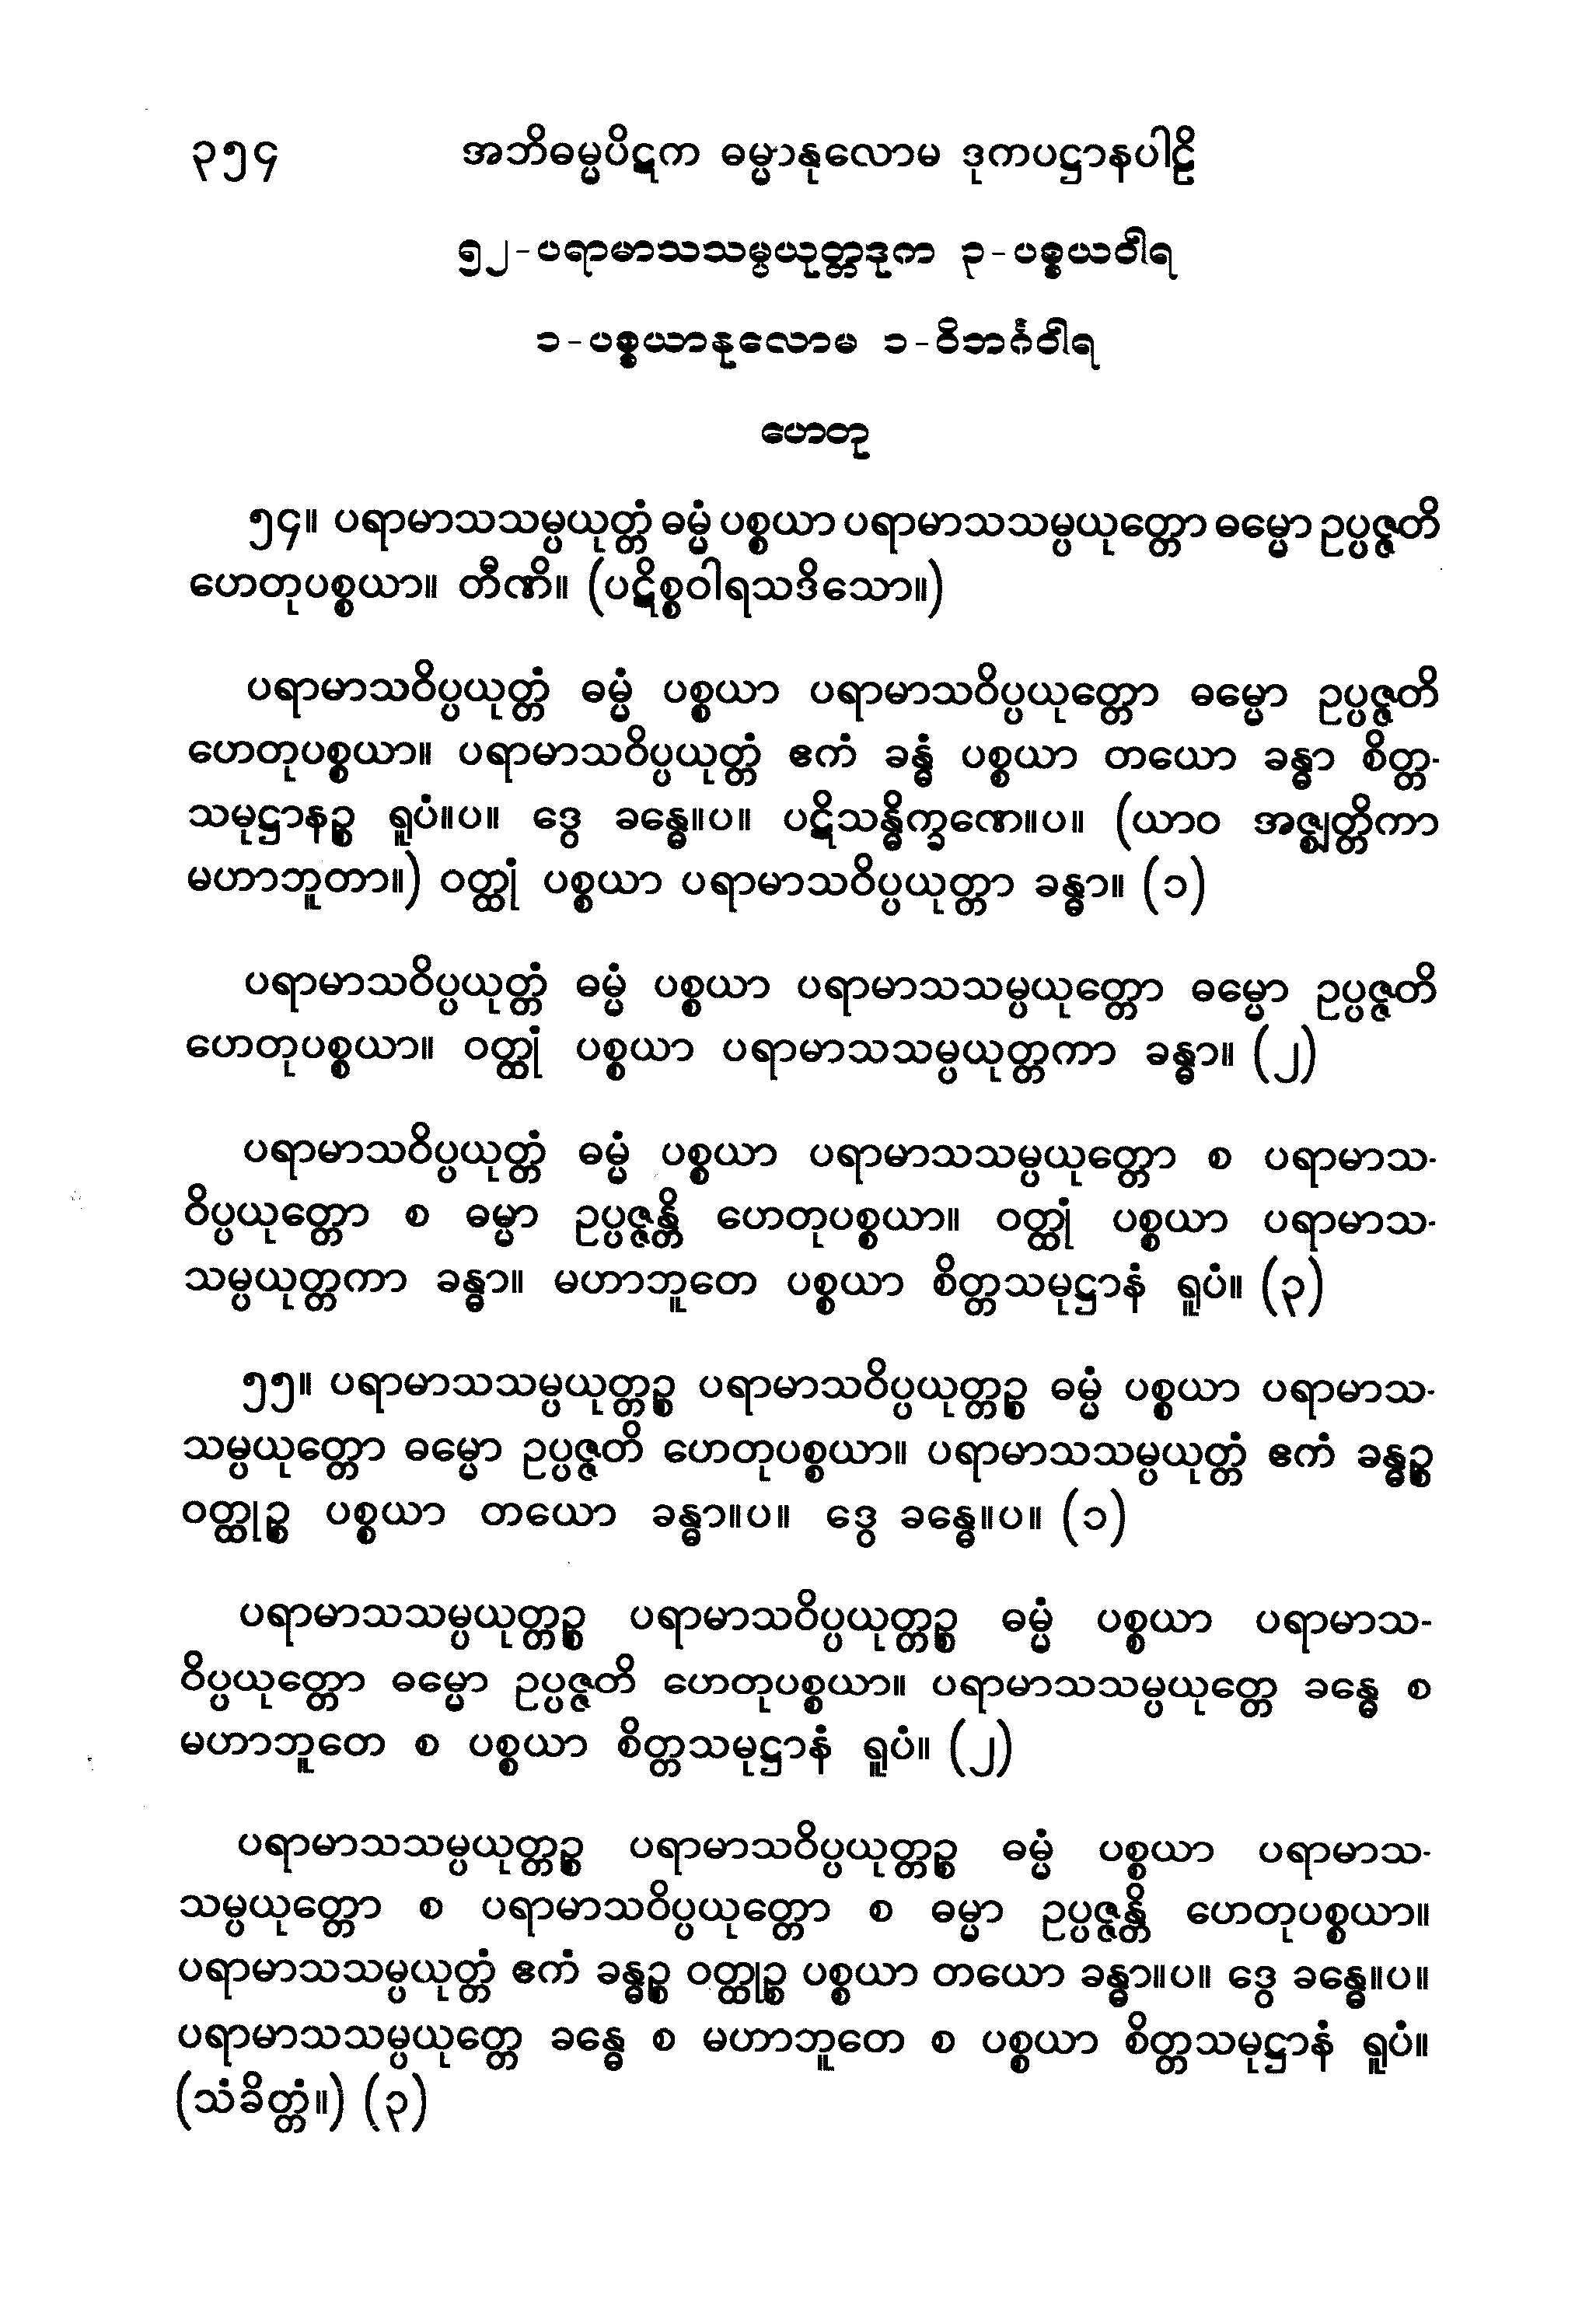 ၃၅၄ အဘိဓမ္မပိဋက ဓမ္မာနုလောမ ဒုကပဋ္ဌာနပါဠိ
၅၂-ပရာမာသသမ္ပယုတ္တဒုက ၃-ပစ္စယဝါရ
၁-ပစ္စယာနုလောမ ၁-ဝိဘင်္ဂဝါရ
ဟေတု
၅၄။ ပရာမာသသမ္ပယုတ္တံ ဓမ္မံ ပစ္စယာ ပရာမာသသမ္ပယုတ္တော ဓမ္မော ဥပ္ပဇ္ဇတိ
ဟေတုပစ္စယာ။ တီဏိ။ (ပဋိစ္စဝါရသဒိသော။)
ပရာမာသဝိပ္ပယုတ္တံ ဓမ္မံ ပစ္စယာ ပရာမာသဝိပ္ပယုတ္တော ဓမ္မော ဥပ္ပဇ္ဇတိ
ဟေတုပစ္စယာ။ ပရာမာသဝိပ္ပယုတ္တံ ဧကံ ခန္ဓံ ပစ္စယာ တယော ခန္ဓာ စိတ္တ-
သမုဋ္ဌာနဉ္စ ရူပံ။ပ။ ဒွေ ခန္ဓေ။ပ။ ပဋိသန္ဓိက္ခဏေ။ပ။ (ယာဝ အဇ္ဈတ္တိကာ
မဟာဘူတာ။) ဝတ္ထုံ ပစ္စယာ ပရာမာသဝိပ္ပယုတ္တာ ခန္ဓာ။ (၁)
ပရာမာသဝိပ္ပယုတ္တံ ဓမ္မံ ပစ္စယာ ပရာမာသသမ္ပယုတ္တော ဓမ္မော ဥပ္ပဇ္ဇတိ
ဟေတုပစ္စယာ။ ဝတ္ထုံ ပစ္စယာ ပရာမာသသမ္ပယုတ္တကာ ခန္ဓာ။ (၂)
ပရာမာသဝိပ္ပယုတ္တံ ဓမ္မံ ပစ္စယာ ပရာမာသသမ္ပယုတ္တော စ ပရာမာသ-
ဝိပ္ပယုတ္တော စ ဓမ္မာ ဥပ္ပဇ္ဇန္တိ ဟေတုပစ္စယာ။ ဝတ္ထုံ ပစ္စယာ ပရာမာသ-
သမ္ပယုတ္တကာ ခန္ဓာ။ မဟာဘူတေ ပစ္စယာ စိတ္တသမုဋ္ဌာနံ ရူပံ။ (၃)
၅၅။ ပရာမာသသမ္ပယုတ္တဉ္စ ပရာမာသဝိပ္ပယုတ္တဉ္စ ဓမ္မံ ပစ္စယာ ပရာမာသ-
သမ္ပယုတ္တော ဓမ္မော ဥပ္ပဇ္ဇတိ ဟေတုပစ္စယာ။ ပရာမာသသမ္ပယုတ္တံ ဧကံ ခန္ဓဉ္စ
ဝတ္ထုဉ္စ ပစ္စယာ တယော ခန္ဓာ။ပ။ ဒွေ ခန္ဓေ။ပ။ (၁)
ပရာမာသသမ္ပယုတ္တဉ္စ ပရာမာသဝိပ္ပယုတ္တဉ္စ ဓမ္မံ ပစ္စယာ ပရာမာသ-
ဝိပ္ပယုတ္တော ဓမ္မော ဥပ္ပဇ္ဇတိ ဟေတုပစ္စယာ။ ပရာမာသသမ္ပယုတ္တေ ခန္ဓေ စ
မဟာဘူတေ စ ပစ္စယာ စိတ္တသမုဋ္ဌာနံ ရူပံ။ (၂)
ပရာမာသသမ္ပယုတ္တဉ္စ ပရာမာသဝိပ္ပယုတ္တဉ္စ ဓမ္မံ ပစ္စယာ ပရာမာသ-
သမ္ပယုတ္တော စ ပရာမာသဝိပ္ပယုတ္တော စ ဓမ္မာ ဥပ္ပဇ္ဇန္တိ ဟေတုပစ္စယာ။
ပရာမာသသမ္ပယုတ္တံ ဧကံ ခန္ဓဉ္စ ဝတ္ထုဉ္စ ပစ္စယာ တယော ခန္ဓာ။ပ။ ဒွေ ခန္ဓေ။ပ။
ပရာမာသသမ္ပယုတ္တေ ခန္ဓေ စ မဟာဘူတေ စ ပစ္စယာ စိတ္တသမုဋ္ဌာနံ ရူပံ။
(သံခိတ္တံ။) (၃)